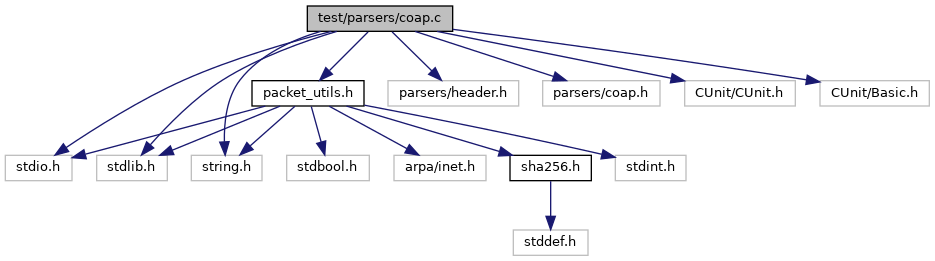 test/parsers/coap.c
packet_utils.h
parsers/header.h
parsers/coap.h
CUnit/CUnit.h
CUnit/Basic.h
stdio.h
stdlib.h
string.h
stdbool.h
arpa/inet.h
sha256.h
stdint.h
stddef.h